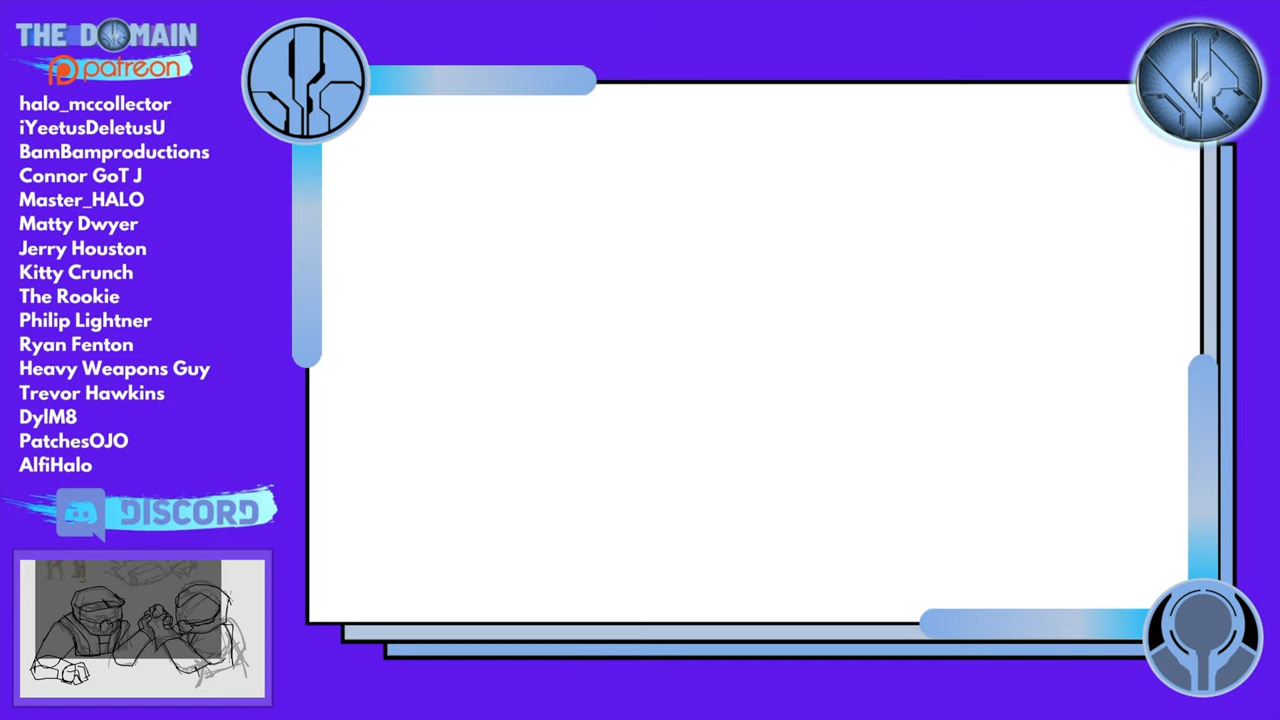 THE DOMAIN
patreon
halo_mccollector
iYeetusDeletusU
BamBamproductions
Connor GoT J
Master_HALO
Matty Dwyer
Jerry Houston
Kitty Crunch
The Rookie
Philip Lightner
Ryan Fenton
Heavy Weapons Guy
Trevor Hawkins
DylM8
PatchesOJO
AlfiHalo
DISCORD